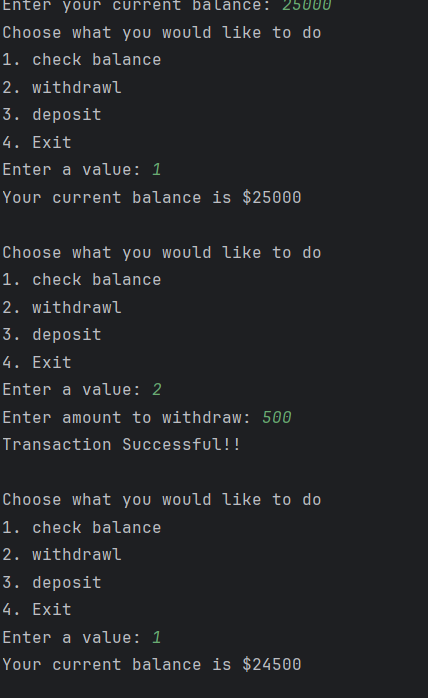 Enter your current balance: 25000
Choose what you would like to do
1. check balance
2. withdrawl
3. deposit
4. Exit
Enter a value: 1
Your current balance is $25000
Choose what you would like to do
1. check balance
2. withdrawl
3. deposit
4. Exit
Enter a value: 2
Enter amount to withdraw: 500
Transaction Successful!!
Choose what you would like to do
1. check balance
2. withdrawl
3. deposit
4. Exit
Enter a value: 1
Your current balance is $24500